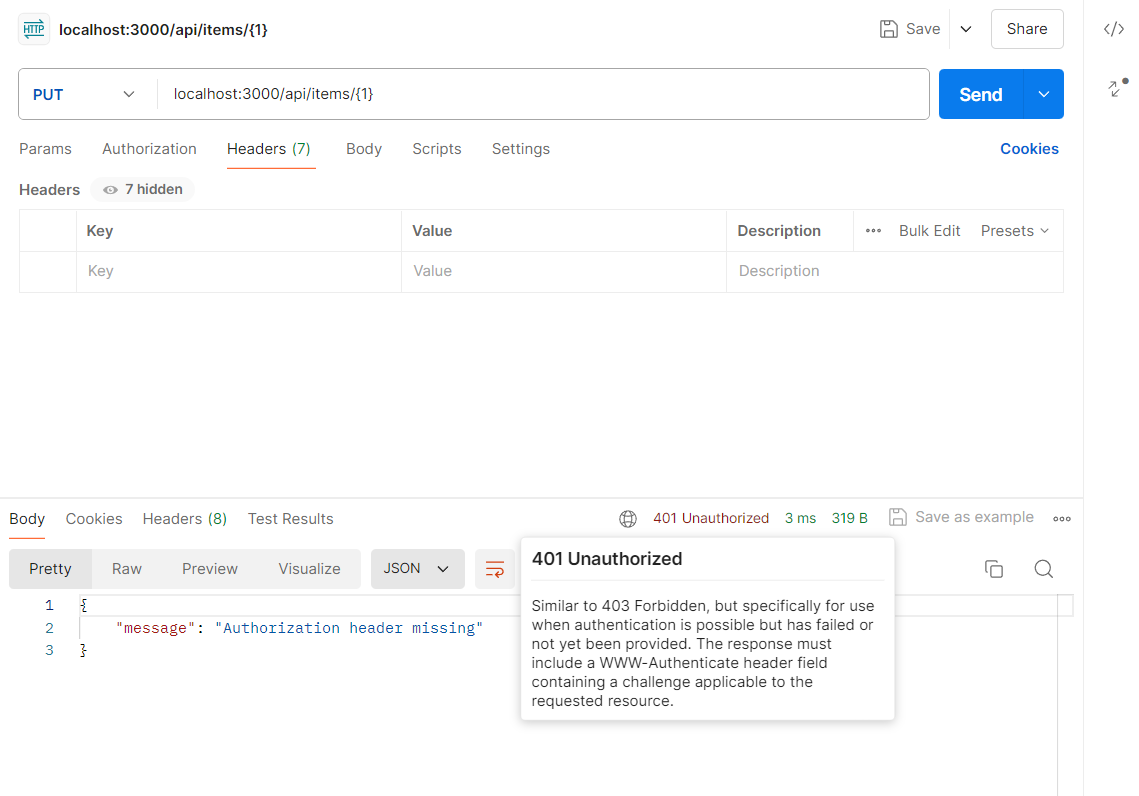 HTTP localhost:3000/api/items/{1} Save Share
PUT localhost:3000/api/items/{1} Send
Params Authorization Headers (7) Body Scripts Settings Cookies
Headers 7 hidden
Key Value Description Bulk Edit Presets
Key Value Description
Body Cookies Headers (8) Test Results 401 Unauthorized 3 ms 319 B Save as example
Pretty Raw Preview Visualize JSON
1 {
2 "message": "Authorization header missing"
3 }
401 Unauthorized
Similar to 403 Forbidden, but specifically for use
when authentication is possible but has failed or
not yet been provided. The response must
include a WWW-Authenticate header field
containing a challenge applicable to the
requested resource.